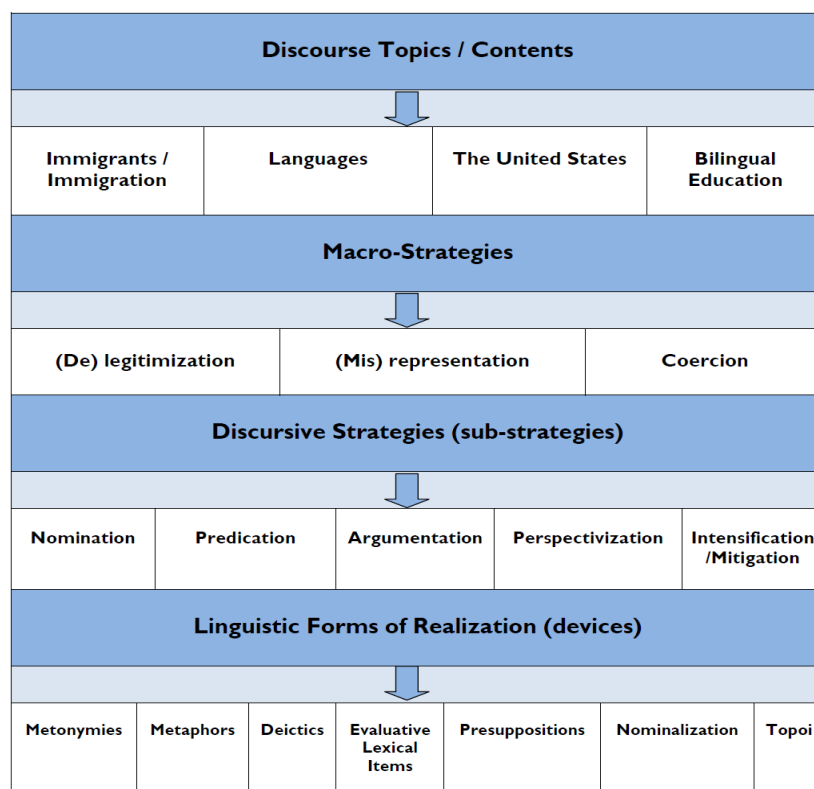 Discourse Topics / Contents
Immigrants /
Immigration
Languages
The United States
Bilingual
Education
Macro-Strategies
(De) legitimization
(Mis) representation
Coercion
Discursive Strategies (sub-strategies)
Nomination
Predication
Argumentation
Perspectivization
Intensification
/Mitigation
Linguistic Forms of Realization (devices)
Metonymies
Metaphors
Deictics
Evaluative
Lexical
Items
Presuppositions
Nominalization
Topoi